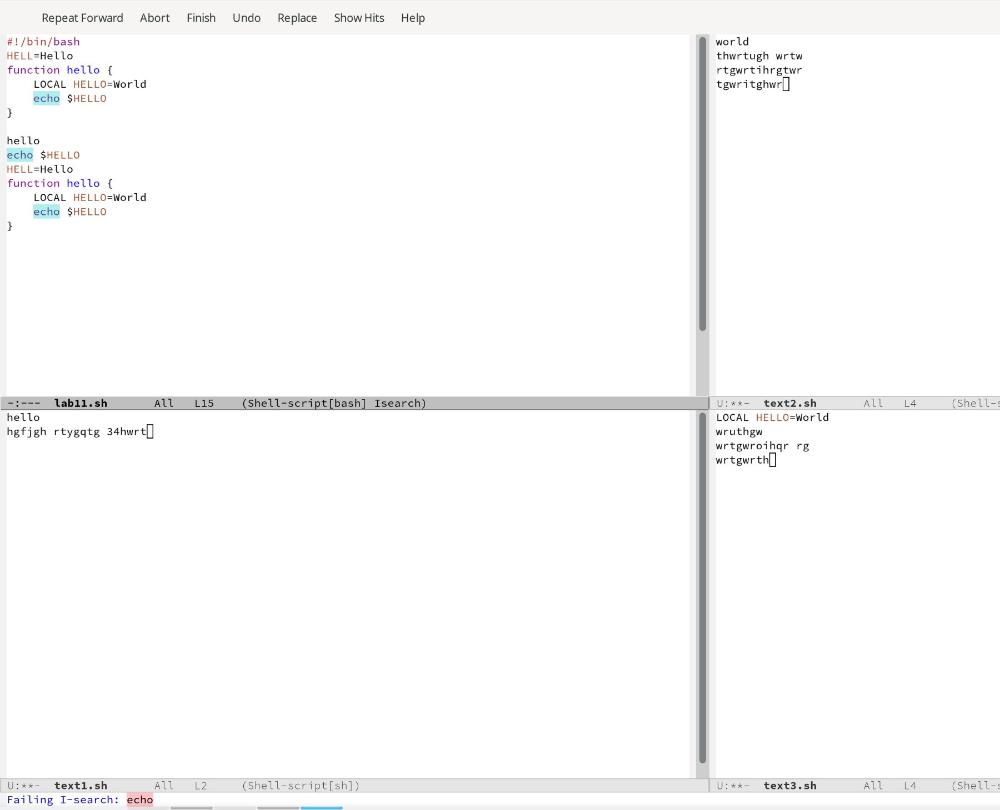 Repeat Forward Abort Finish Undo Replace Show Hits Help
#!/bin/bash
HELL=Hello
function hello {
    LOCAL HELLO=World
    echo $HELLO
}
hello
echo $HELLO
HELL=Hello
function hello {
    LOCAL HELLO=World
    echo $HELLO
}
-:--- lab11.sh All L15 (Shell-script[bash] Isearch)
world
thwrtugh wrtw
rtgwrtihrgtwr
tgwritghwr
U:**- text2.sh All L4 (Shell-s
hello
hgfjgh rtygqtg 34hwrt
U:**- text1.sh All L2 (Shell-script[sh])
LOCAL HELLO=World
wruthgw
wrtgwroihqr rg
wrtgwrth
U:**- text3.sh All L4 (Shell-s
Failing I-search: echo